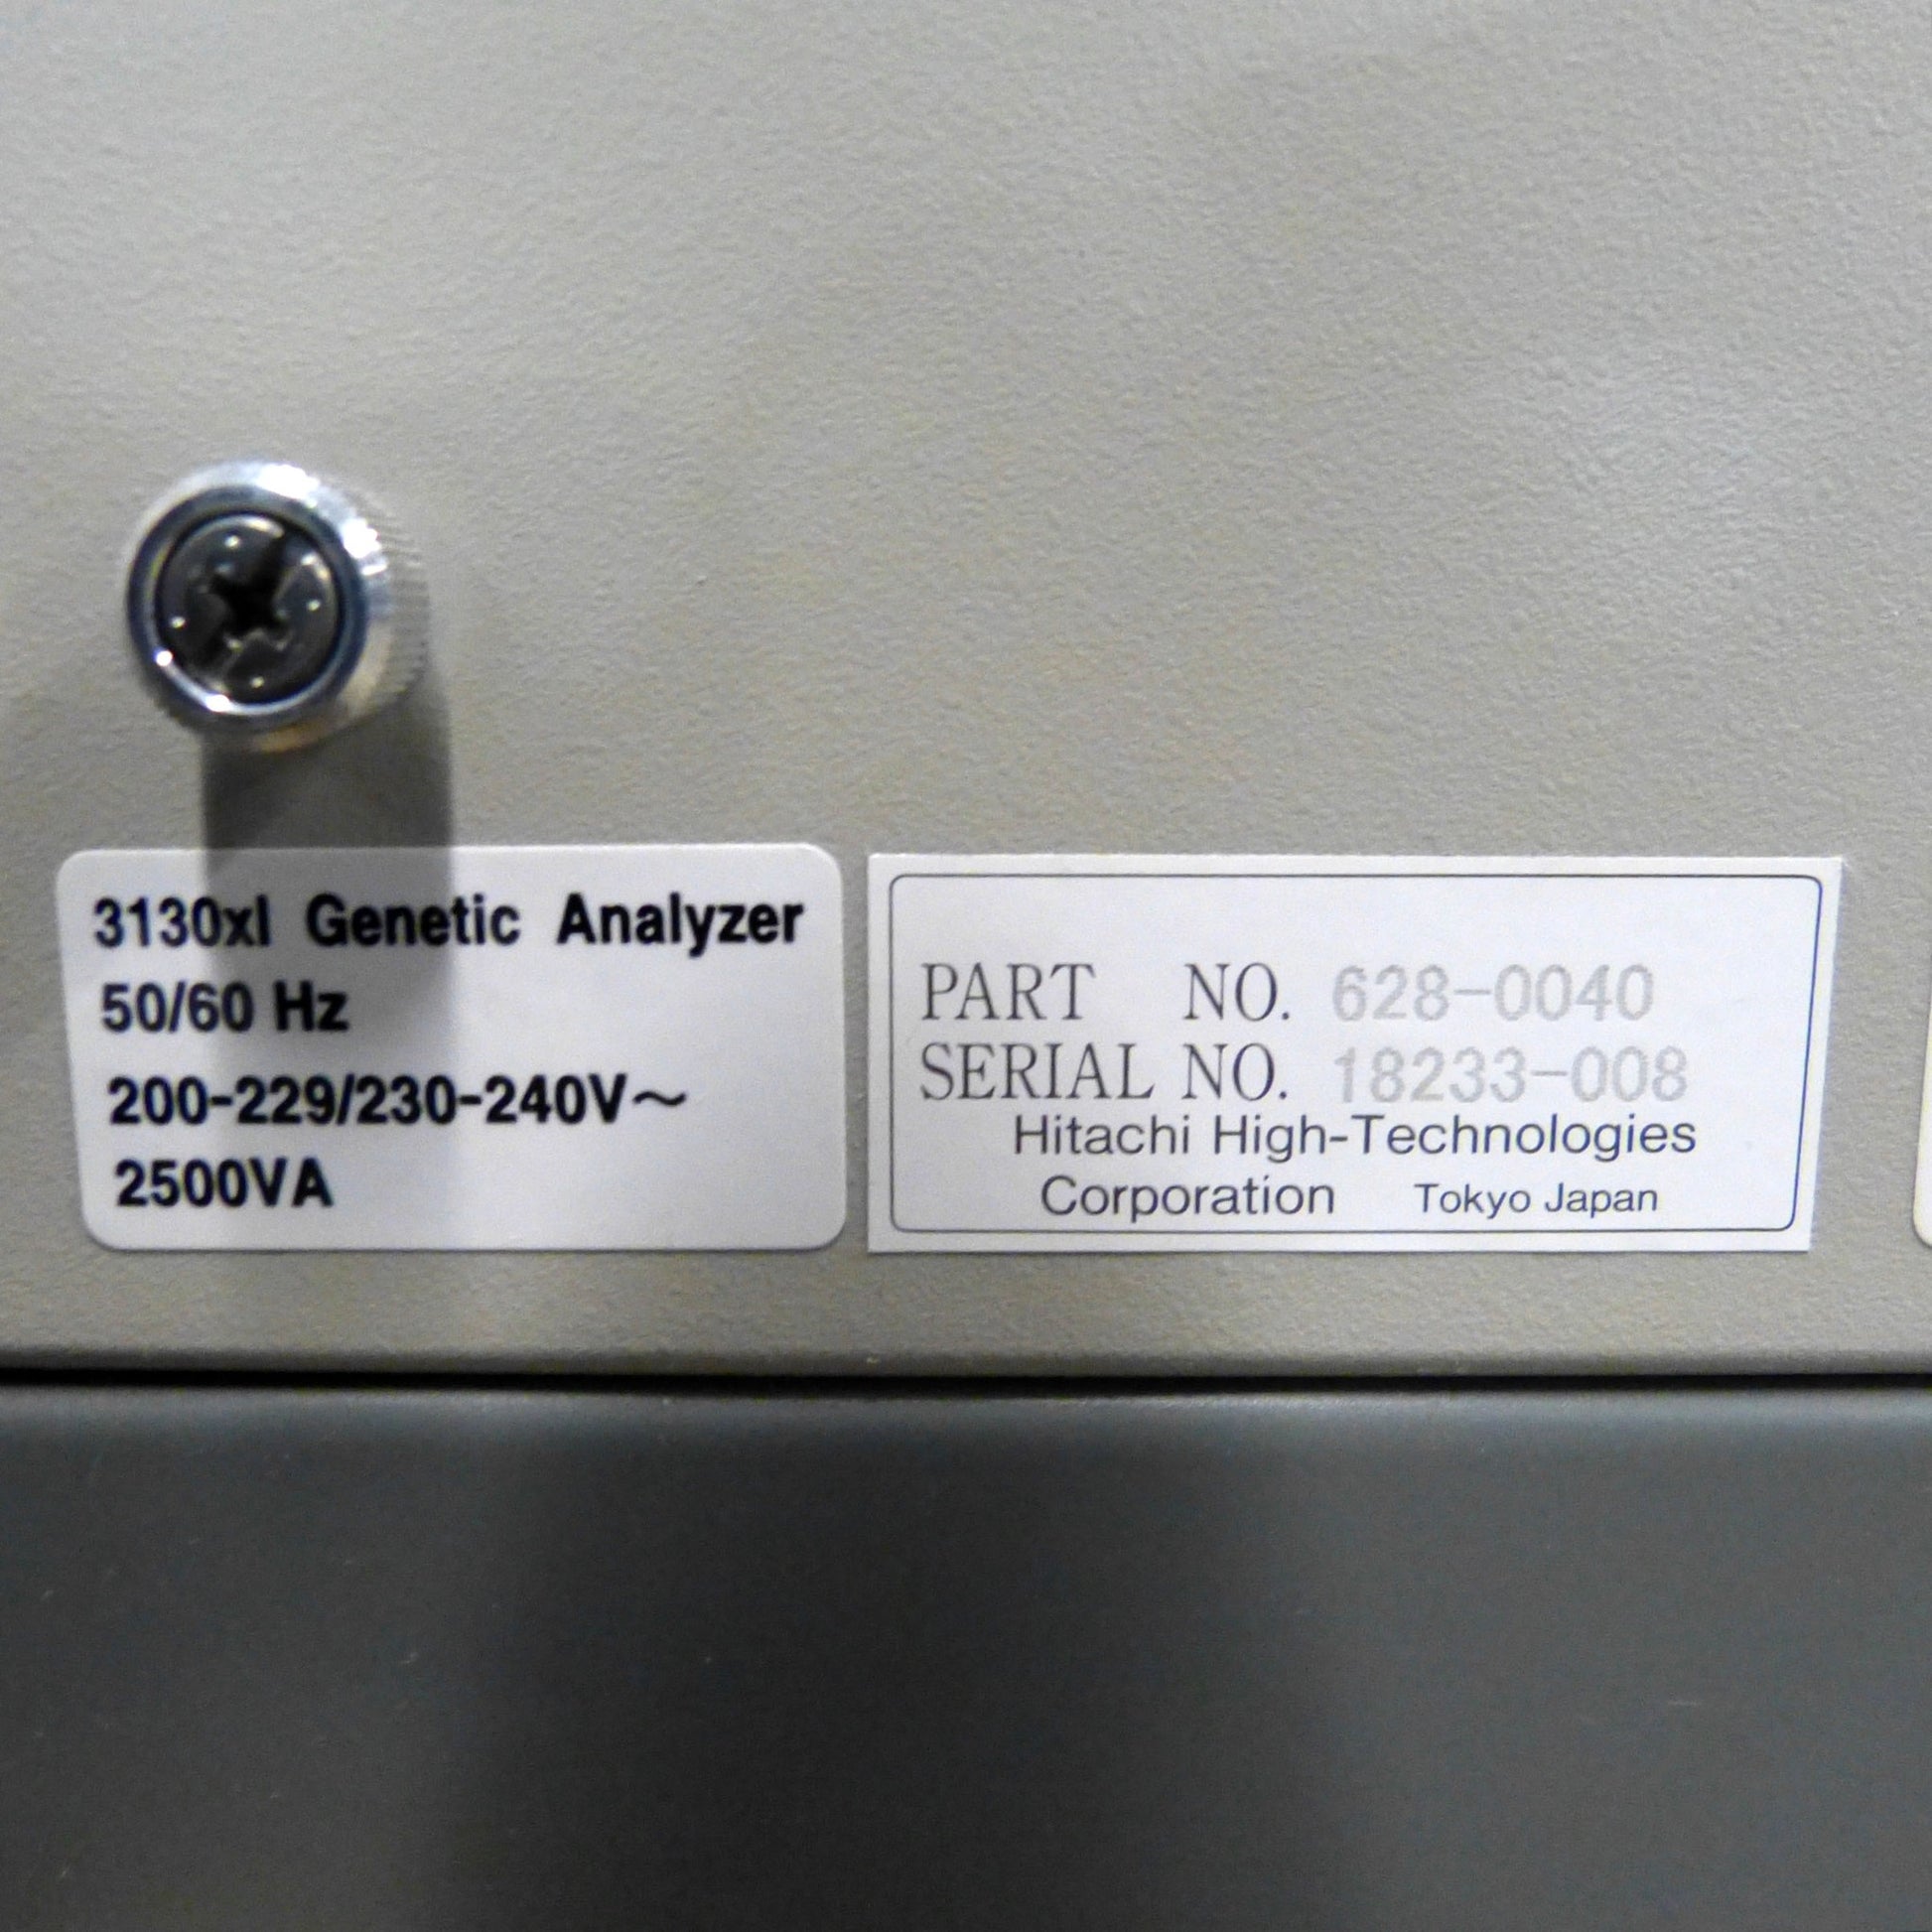 3130xl Genetic Analyzer
50/60 Hz
200-229/230-240V～
2500VA
PART NO. 628-0040
SERIAL NO. 18233-008
Hitachi High-Technologies
Corporation Tokyo Japan